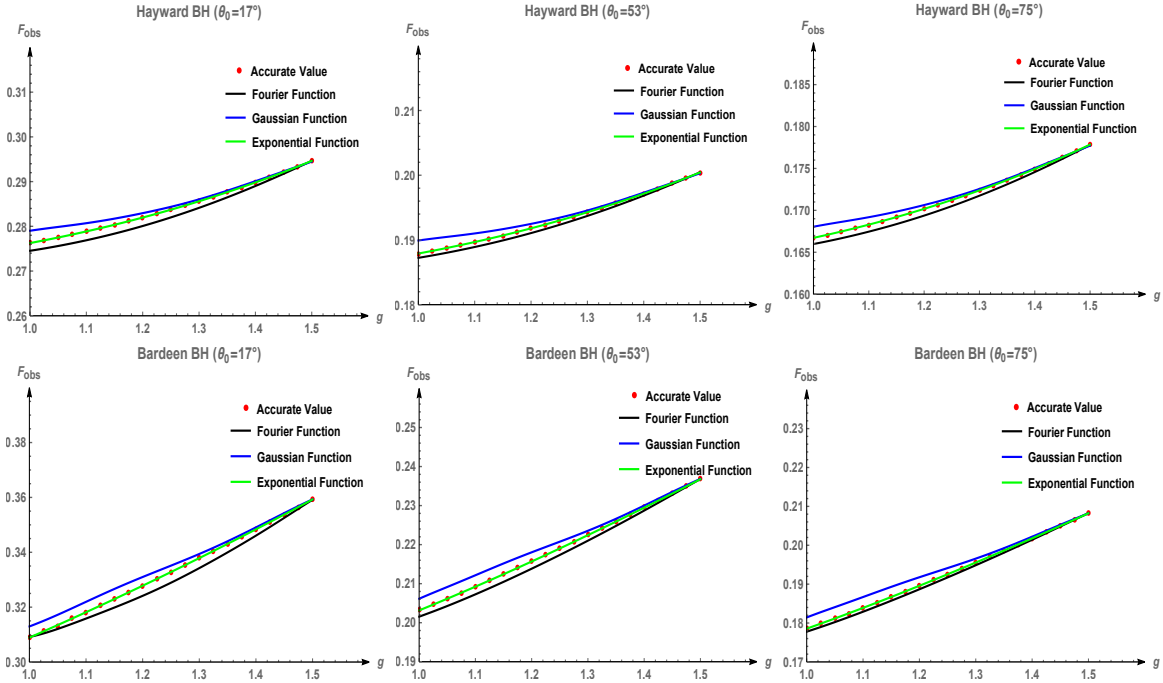 Hayward BH (θ0=17°)
Fobs
Accurate Value
Fourier Function
Gaussian Function
Exponential Function
0.31
0.30
0.29
0.28
0.27
0.26
1.0 1.1 1.2 1.3 1.4 1.5
g
Hayward BH (θ0=53°)
Fobs
Accurate Value
Fourier Function
Gaussian Function
Exponential Function
0.21
0.20
0.19
0.18
1.0 1.1 1.2 1.3 1.4 1.5
g
Hayward BH (θ0=75°)
Fobs
Accurate Value
Fourier Function
Gaussian Function
Exponential Function
0.185
0.180
0.175
0.170
0.165
0.160
1.0 1.1 1.2 1.3 1.4 1.5
g
Bardeen BH (θ0=17°)
Fobs
Accurate Value
Fourier Function
Gaussian Function
Exponential Function
0.38
0.36
0.34
0.32
0.30
1.0 1.1 1.2 1.3 1.4 1.5
g
Bardeen BH (θ0=53°)
Fobs
Accurate Value
Fourier Function
Gaussian Function
Exponential Function
0.25
0.24
0.23
0.22
0.21
0.20
0.19
1.0 1.1 1.2 1.3 1.4 1.5
g
Bardeen BH (θ0=75°)
Fobs
Accurate Value
Fourier Function
Gaussian Function
Exponential Function
0.23
0.22
0.21
0.20
0.19
0.18
0.17
1.0 1.1 1.2 1.3 1.4 1.5
g